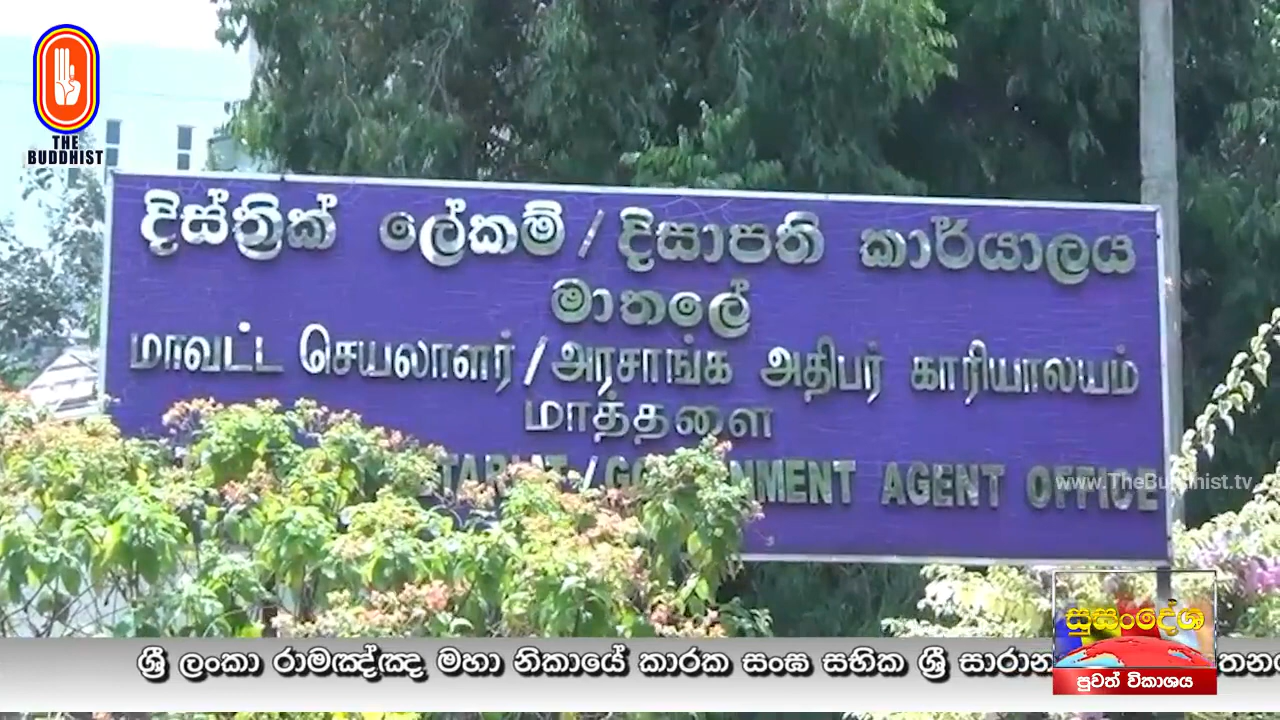 THE
BUDDHIST
දිස්ත්‍රික් ලේකම් / දිසාපති කාර්යාලය
මාතලේ
மாவட்ட செயலாளர் / அரசாங்க அதிபர் காரியாலயம்
மாத்தளை
AGENT OFFICE
www.TheBuddhist.tv
සුසංදේශ
ශ්‍රී ලංකා රාමඤ්ඤ මහා නිකායේ කාරක සංඝ සභික ශ්‍රී
පුවත් විකාශය